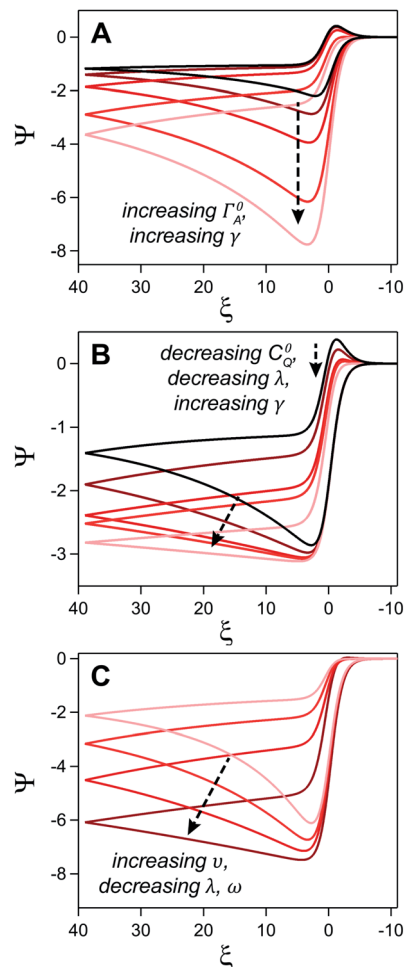 A
0
-2
-4
-6
-8
Ψ
increasing Γ_A^0,
increasing γ
40 30 20 10 0 -10
ξ
B
0
-1
-2
-3
Ψ
decreasing C_Q^0,
decreasing λ,
increasing γ
40 30 20 10 0 -10
ξ
C
0
-2
-4
-6
-8
Ψ
increasing υ,
decreasing λ, ω
40 30 20 10 0 -10
ξ